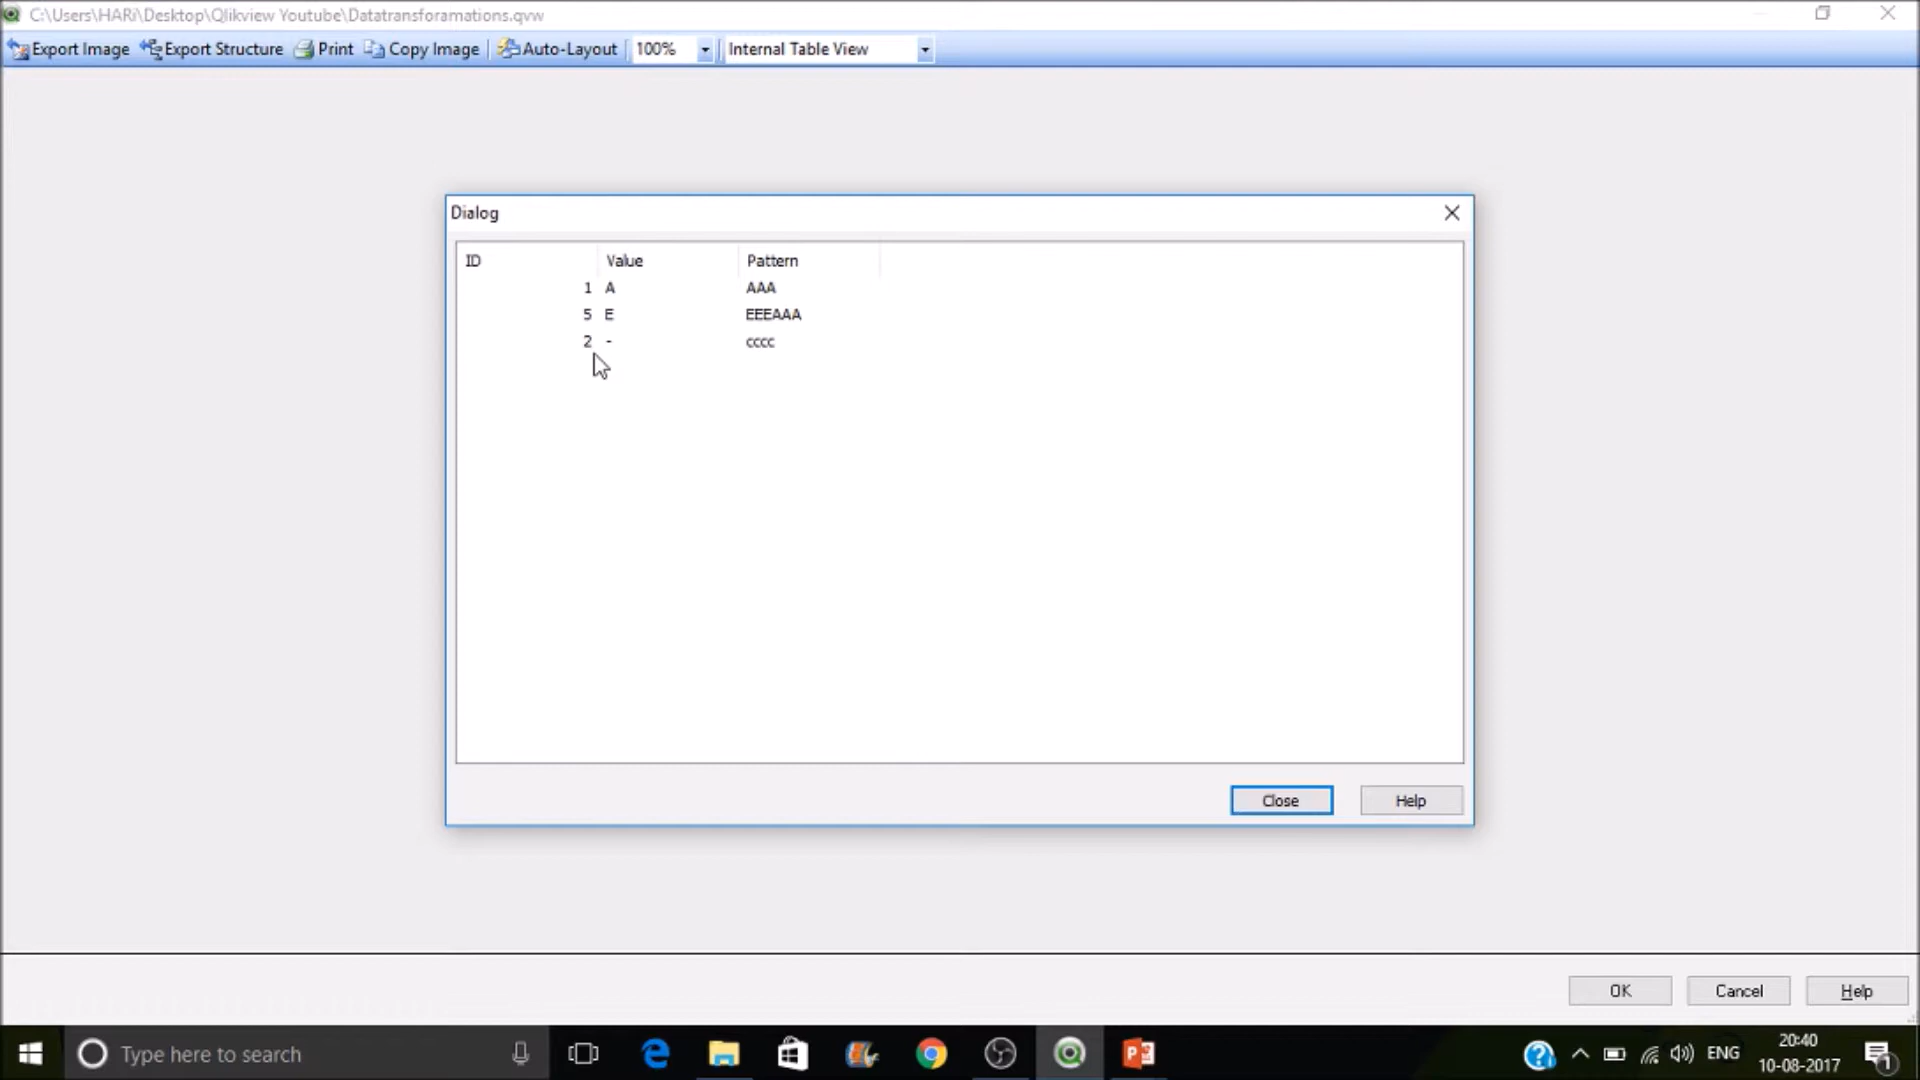 C:\Users\HARi\Desktop\Qlikview Youtube\Datatransforamations.qvw
Export Image Export Structure Print Copy Image Auto-Layout 100% Internal Table View
Dialog
ID Value Pattern
1 A AAA
5 E EEEAAA
2 - cccc
Close Help
OK Cancel Help
Type here to search
ENG
20:40
10-08-2017
1